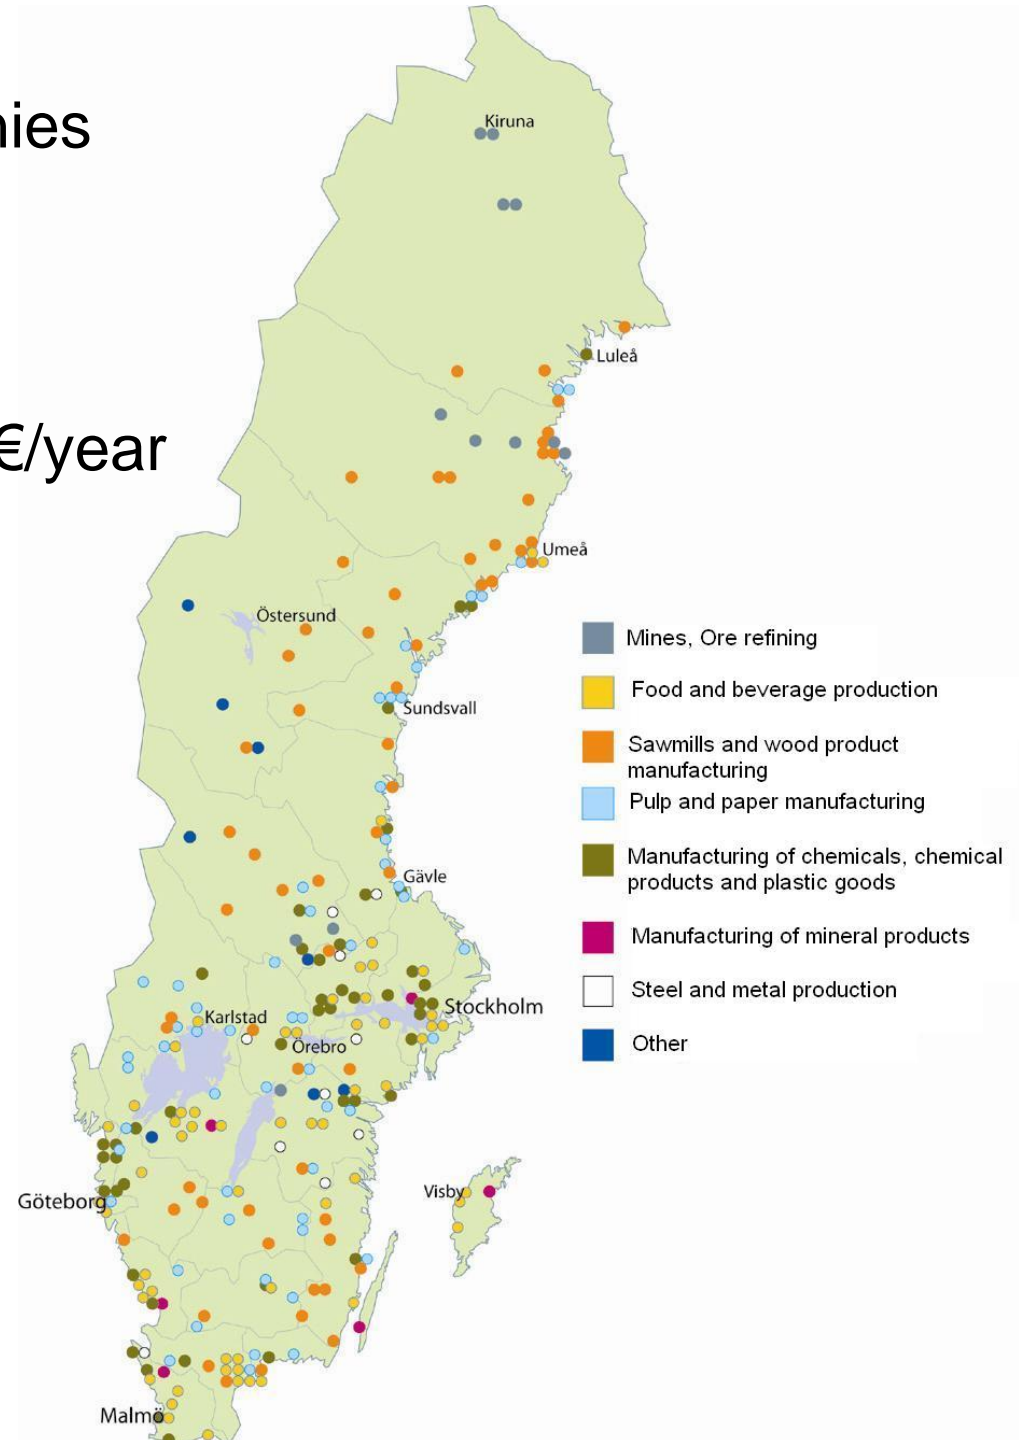 nies
€/year
Kiruna
Luleå
Umeå
Östersund
Sundsvall
Gävle
Stockholm
Karlstad
Örebro
Göteborg
Visby
Malmö
Mines, Ore refining
Food and beverage production
Sawmills and wood product
manufacturing
Pulp and paper manufacturing
Manufacturing of chemicals, chemical
products and plastic goods
Manufacturing of mineral products
Steel and metal production
Other